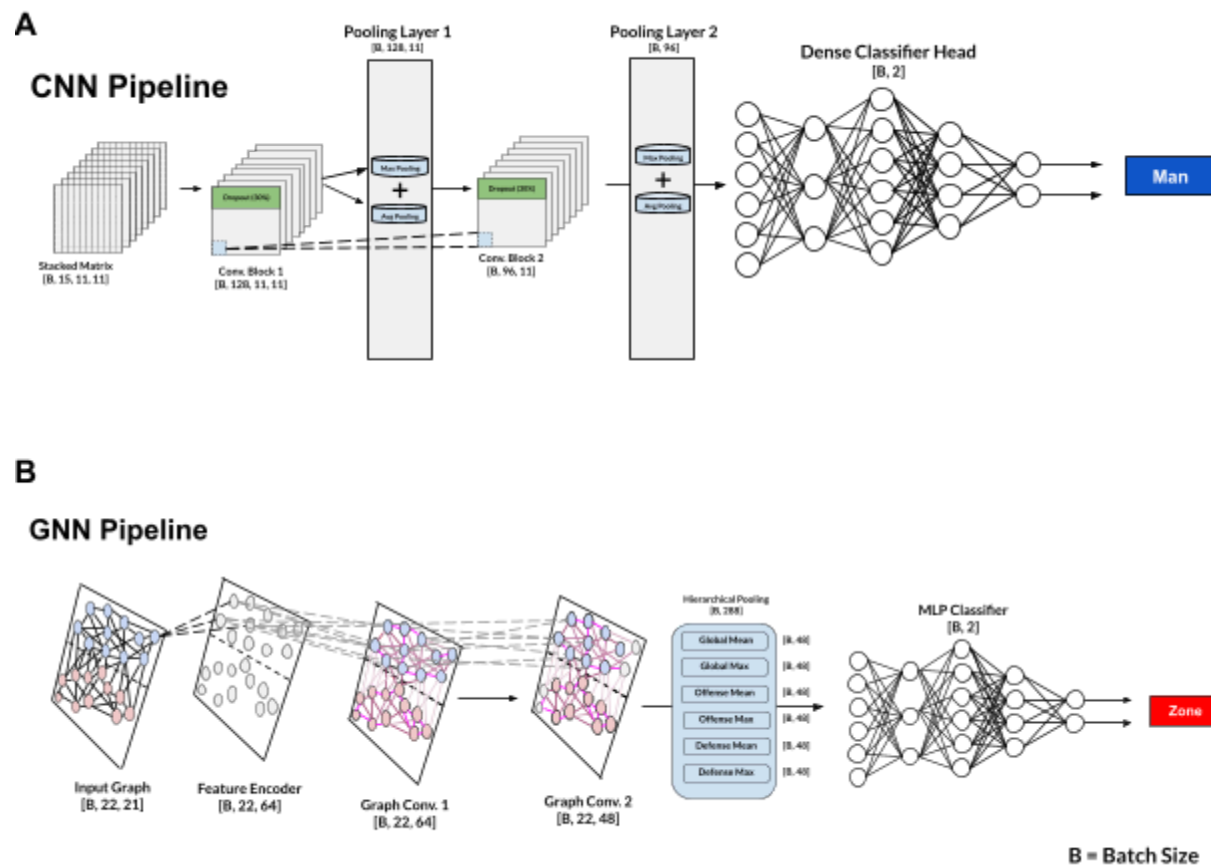 A
CNN Pipeline
Pooling Layer 1
[B, 128, 11]
Pooling Layer 2
[B, 96]
Dense Classifier Head
[B, 2]
Dropout (30%)
Max Pooling
+
Avg Pooling
Max Pooling
+
Avg Pooling
Man
Stacked Matrix
[B, 15, 11, 11]
Conv. Block 1
[B, 128, 11, 11]
Conv. Block 2
[B, 96, 11]
B
GNN Pipeline
Hierarchical Pooling
[B, 288]
MLP Classifier
[B, 2]
Global Mean [B, 48]
Global Max [B, 48]
Offense Mean [B, 48]
Offense Max [B, 48]
Defense Mean [B, 48]
Defense Max [B, 48]
Zone
Input Graph
[B, 22, 21]
Feature Encoder
[B, 22, 64]
Graph Conv. 1
[B, 22, 64]
Graph Conv. 2
[B, 22, 48]
B = Batch Size